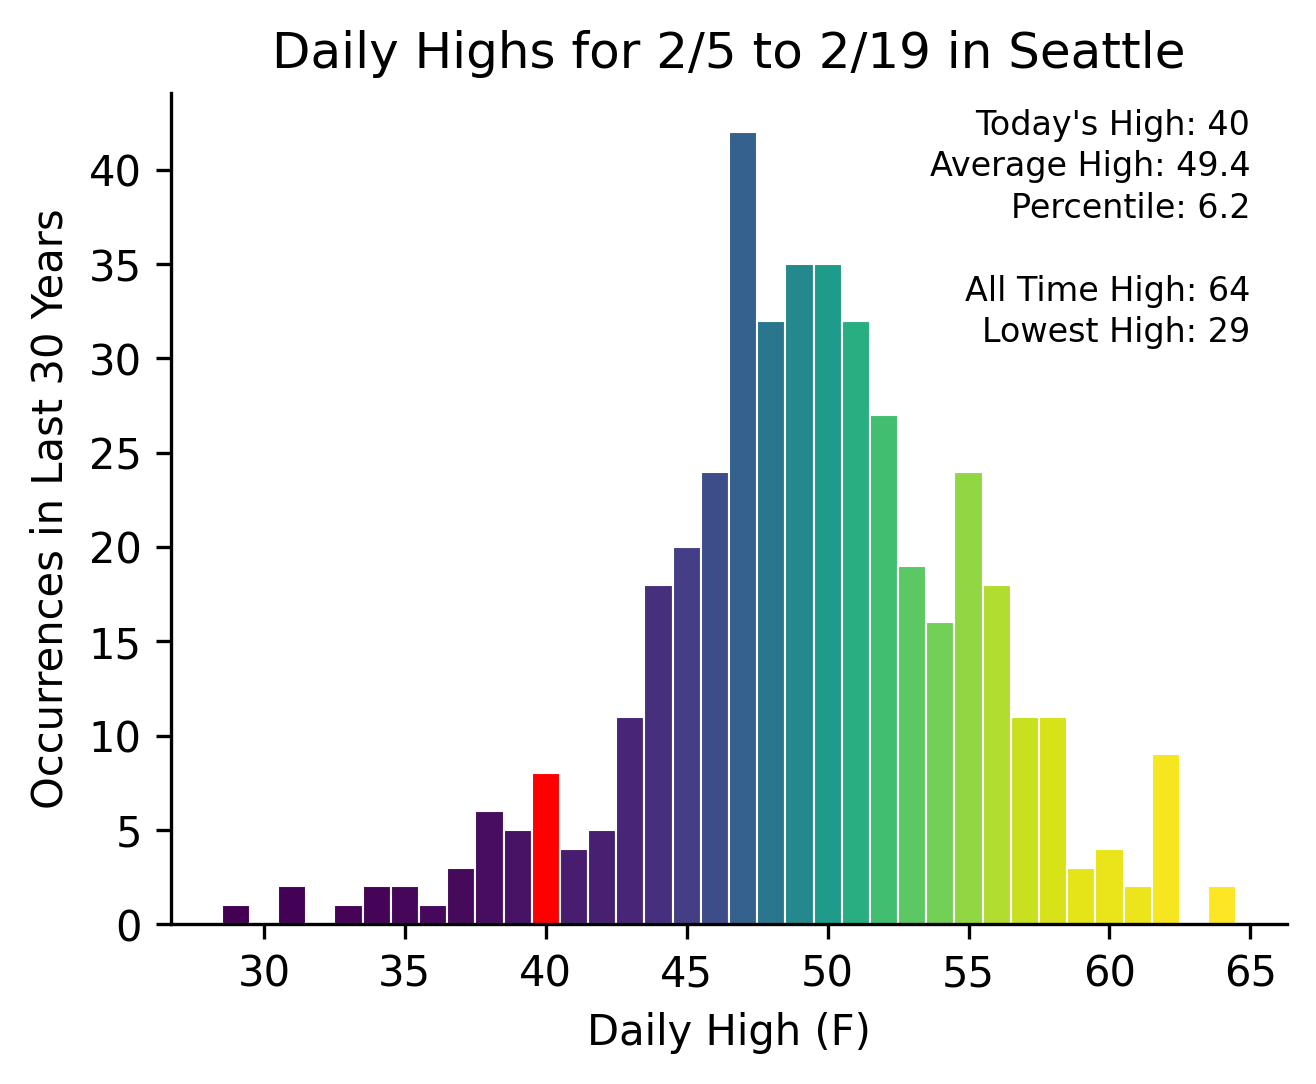 Daily Highs for 2/5 to 2/19 in Seattle
Today's High: 40
Average High: 49.4
Percentile: 6.2
All Time High: 64
Lowest High: 29
Occurrences in Last 30 Years
40
35
30
25
20
15
10
5
0
30 35 40 45 50 55 60 65
Daily High (F)